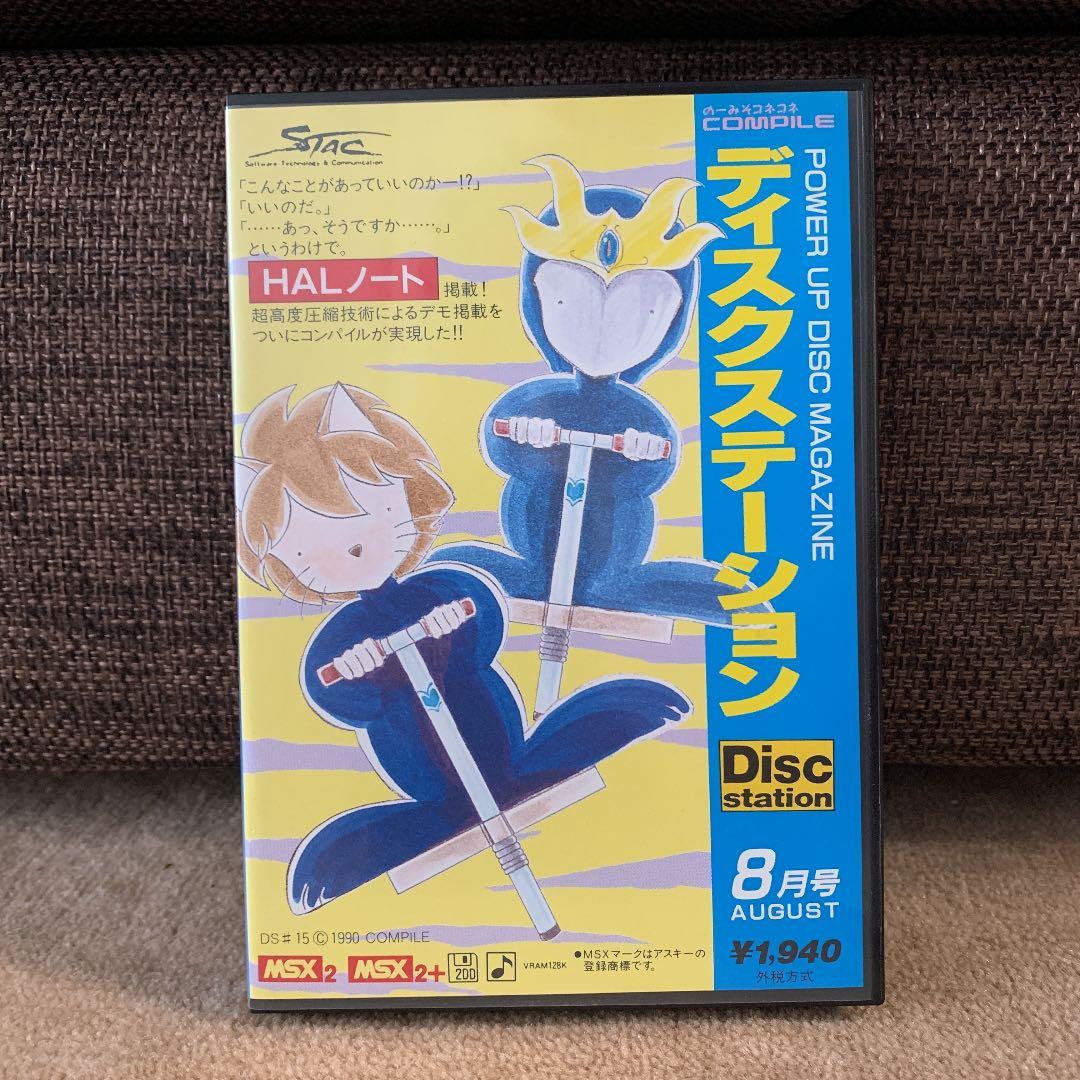 STAC
Software Technology & Communication
「こんなことがあっていいのかー!?」
「いいのだ。」
「……あっ、そうですか……。」
というわけで。
HALノート 掲載!
超高度圧縮技術によるデモ掲載を
ついにコンパイルが実現した!!
のーみそコネコネ
COMPILE
ディスクステーション
POWER UP DISC MAGAZINE
Disc
station
8月号
AUGUST
¥1,940
外税方式
DS♯15 © 1990 COMPILE
MSX2 MSX2+ 2DD VRAM128K
●MSXマークはアスキーの
登録商標です。